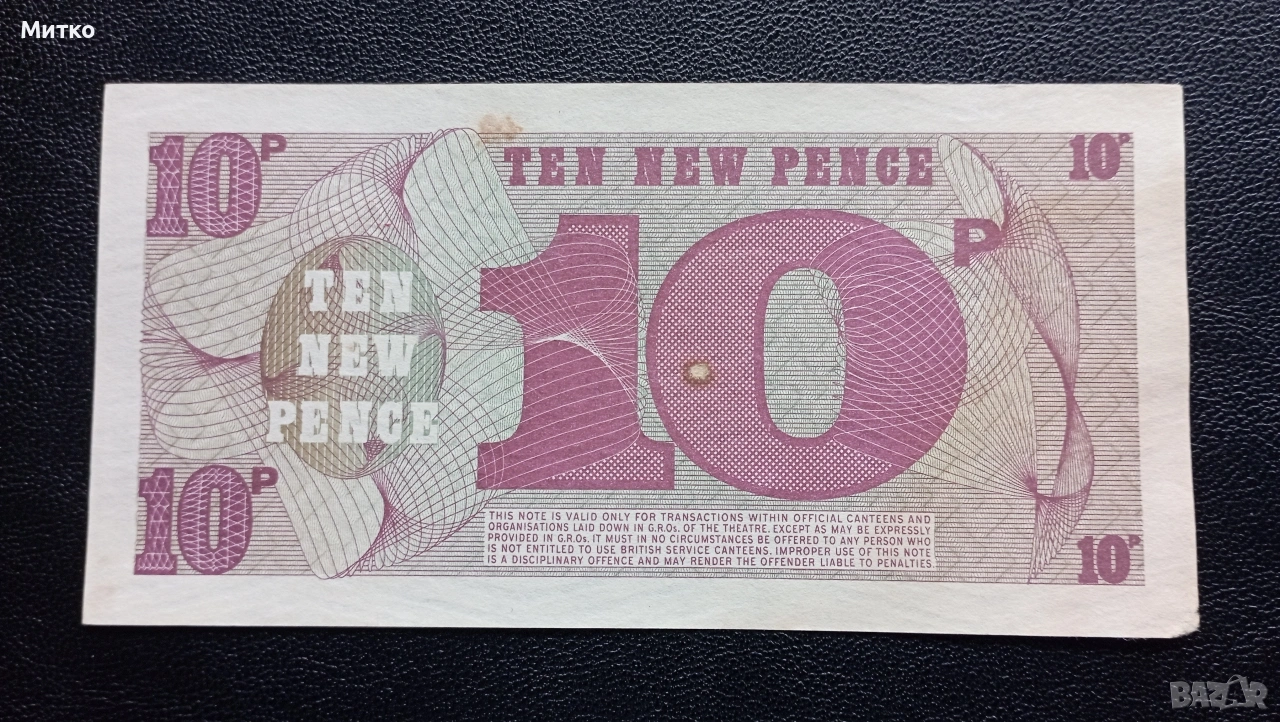 Митко
10P
TEN NEW PENCE
10P
10P
TEN
NEW
PENCE
10P
THIS NOTE IS VALID ONLY FOR TRANSACTIONS WITHIN OFFICIAL CANTEENS AND
ORGANISATIONS LAID DOWN IN G.R.Os. OF THE THEATRE. EXCEPT AS MAY BE EXPRESSLY
PROVIDED IN G.R.Os. IT MUST IN NO CIRCUMSTANCES BE OFFERED TO ANY PERSON WHO
IS NOT ENTITLED TO USE BRITISH SERVICE CANTEENS. IMPROPER USE OF THIS NOTE
IS A DISCIPLINARY OFFENCE AND MAY RENDER THE OFFENDER LIABLE TO PENALTIES.
10P
BAZAR